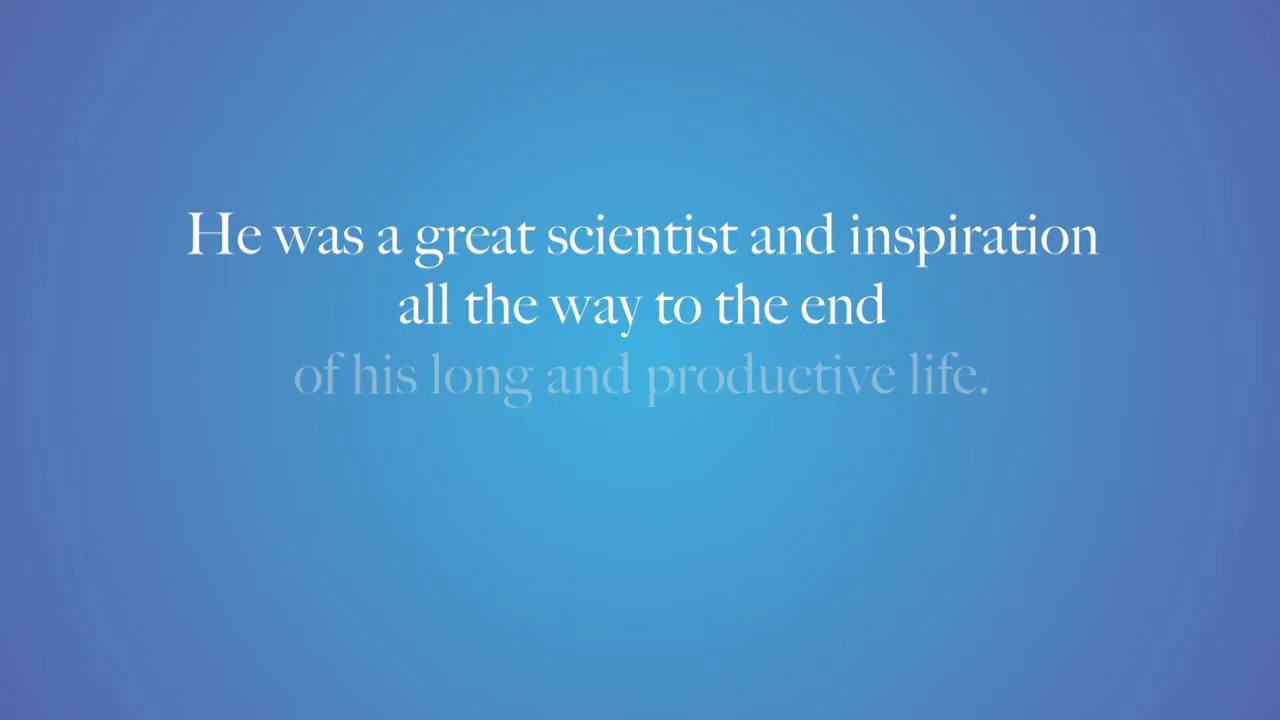 He was a great scientist and inspiration
all the way to the end
of his long and productive life.